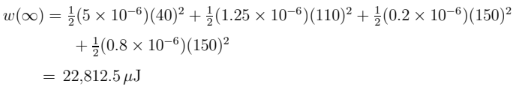 w(∞) = ½(5 × 10⁻⁶)(40)² + ½(1.25 × 10⁻⁶)(110)² + ½(0.2 × 10⁻⁶)(150)²
+ ½(0.8 × 10⁻⁶)(150)²
= 22,812.5 μJ